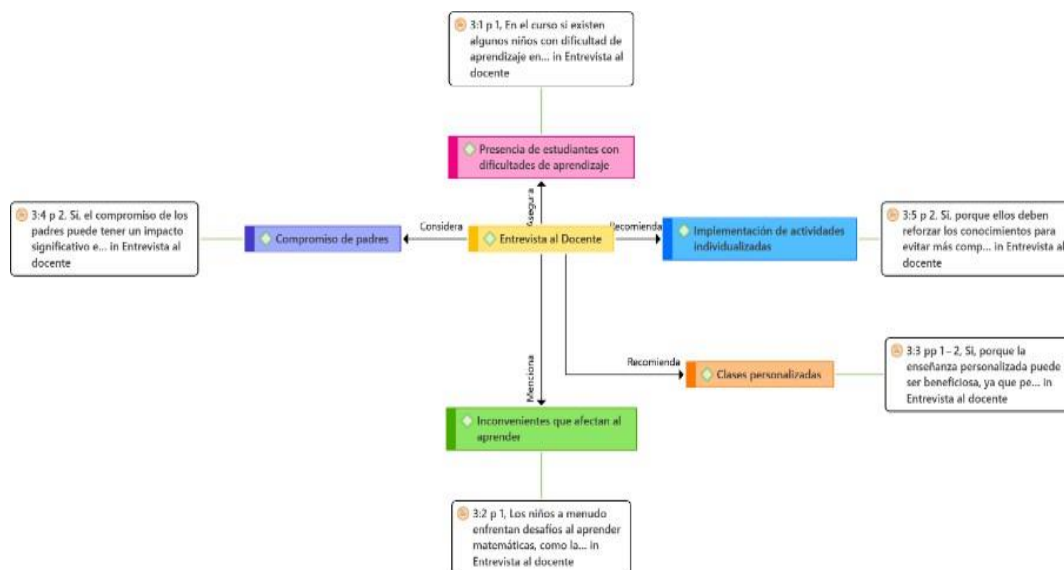 3:1 p 1, En el curso si existen
algunos niños con dificultad de
aprendizaje en... in Entrevista al
docente
Presencia de estudiantes con
dificultades de aprendizaje
Asegura
3:4 p 2, Si, el compromiso de los
padres puede tener un impacto
significativo e... in Entrevista al
docente
Compromiso de padres
Considera
Entrevista al Docente
Recomienda
Implementación de actividades
individualizadas
3:5 p 2, Si, porque ellos deben
reforzar los conocimientos para
evitar más comp... in Entrevista al
docente
Menciona
Recomienda
Clases personalizadas
3:3 pp 1–2, Si, porque la
enseñanza personalizada puede
ser beneficiosa, ya que pe... in
Entrevista al docente
Inconvenientes que afectan al
aprender
3:2 p 1, Los niños a menudo
enfrentan desafíos al aprender
matemáticas, como la... in
Entrevista al docente